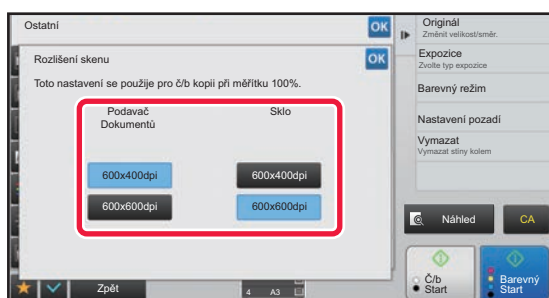 Ostatní
OK
Rozlišení skenu
OK
Toto nastavení se použije pro č/b kopii při měřítku 100%.
Podavač
Dokumentů
Sklo
600x400dpi
600x400dpi
600x600dpi
600x600dpi
Zpět
4 A3
Originál
Změnit velikost/směr.
Expozice
Zvolte typ expozice
Barevný režim
Nastavení pozadí
Vymazat
Vymazat stíny kolem
Náhled
CA
Č/b
Start
Barevný
Start